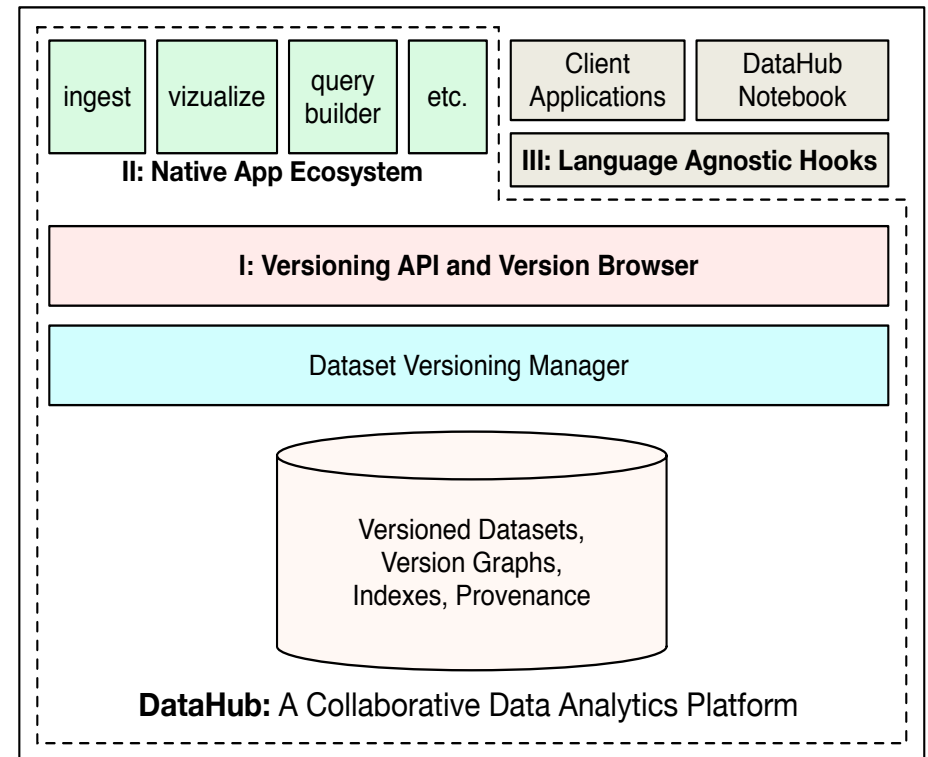 ingest
vizualize
query
builder
etc.
II: Native App Ecosystem
Client
Applications
DataHub
Notebook
III: Language Agnostic Hooks
I: Versioning API and Version Browser
Dataset Versioning Manager
Versioned Datasets,
Version Graphs,
Indexes, Provenance
DataHub: A Collaborative Data Analytics Platform